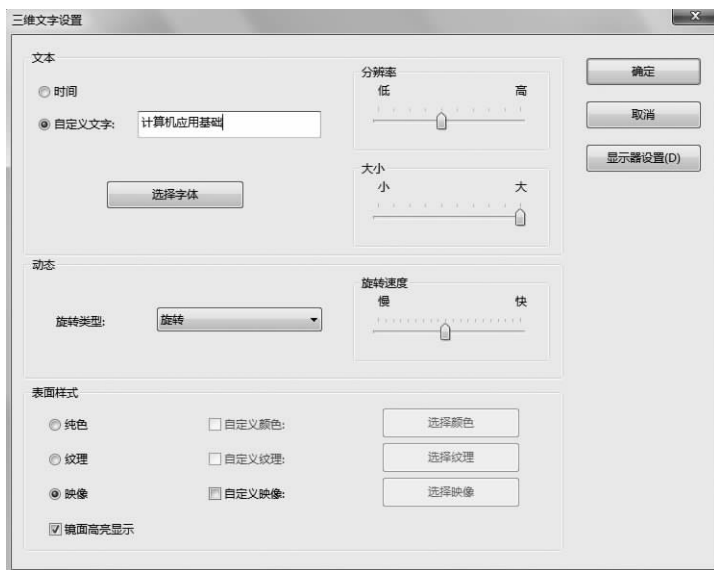 三维文字设置
文本
时间
自定义文字:
计算机应用基础
选择字体
分辨率
低 高
大小
小 大
确定
取消
显示器设置(D)
动态
旋转类型:
旋转
旋转速度
慢 快
表面样式
纯色 自定义颜色: 选择颜色
纹理 自定义纹理: 选择纹理
映像 自定义映像: 选择映像
镜面高亮显示